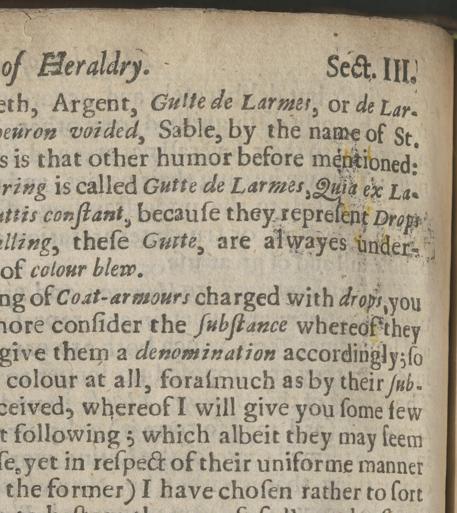 of Heraldry. Sect. III.
eth, Argent, Gutte de Larmes, or de Lar-
euron voided, Sable, by the name of St.
s is that other humor before mentioned:
ring is called Gutte de Larmes, Quia ex La-
uttis conſtant, becauſe they repreſent Drops
lling, theſe Gutte, are alwayes under-
of colour blew.
ng of Coat-armours charged with drops, you
nore conſider the ſubſtance whereof they
give them a denomination accordingly; ſo
colour at all, foraſmuch as by their ſub-
ceived, whereof I will give you ſome few
t following; which albeit they may ſeem
ſe, yet in reſpect of their uniforme manner
the former) I have choſen rather to ſort